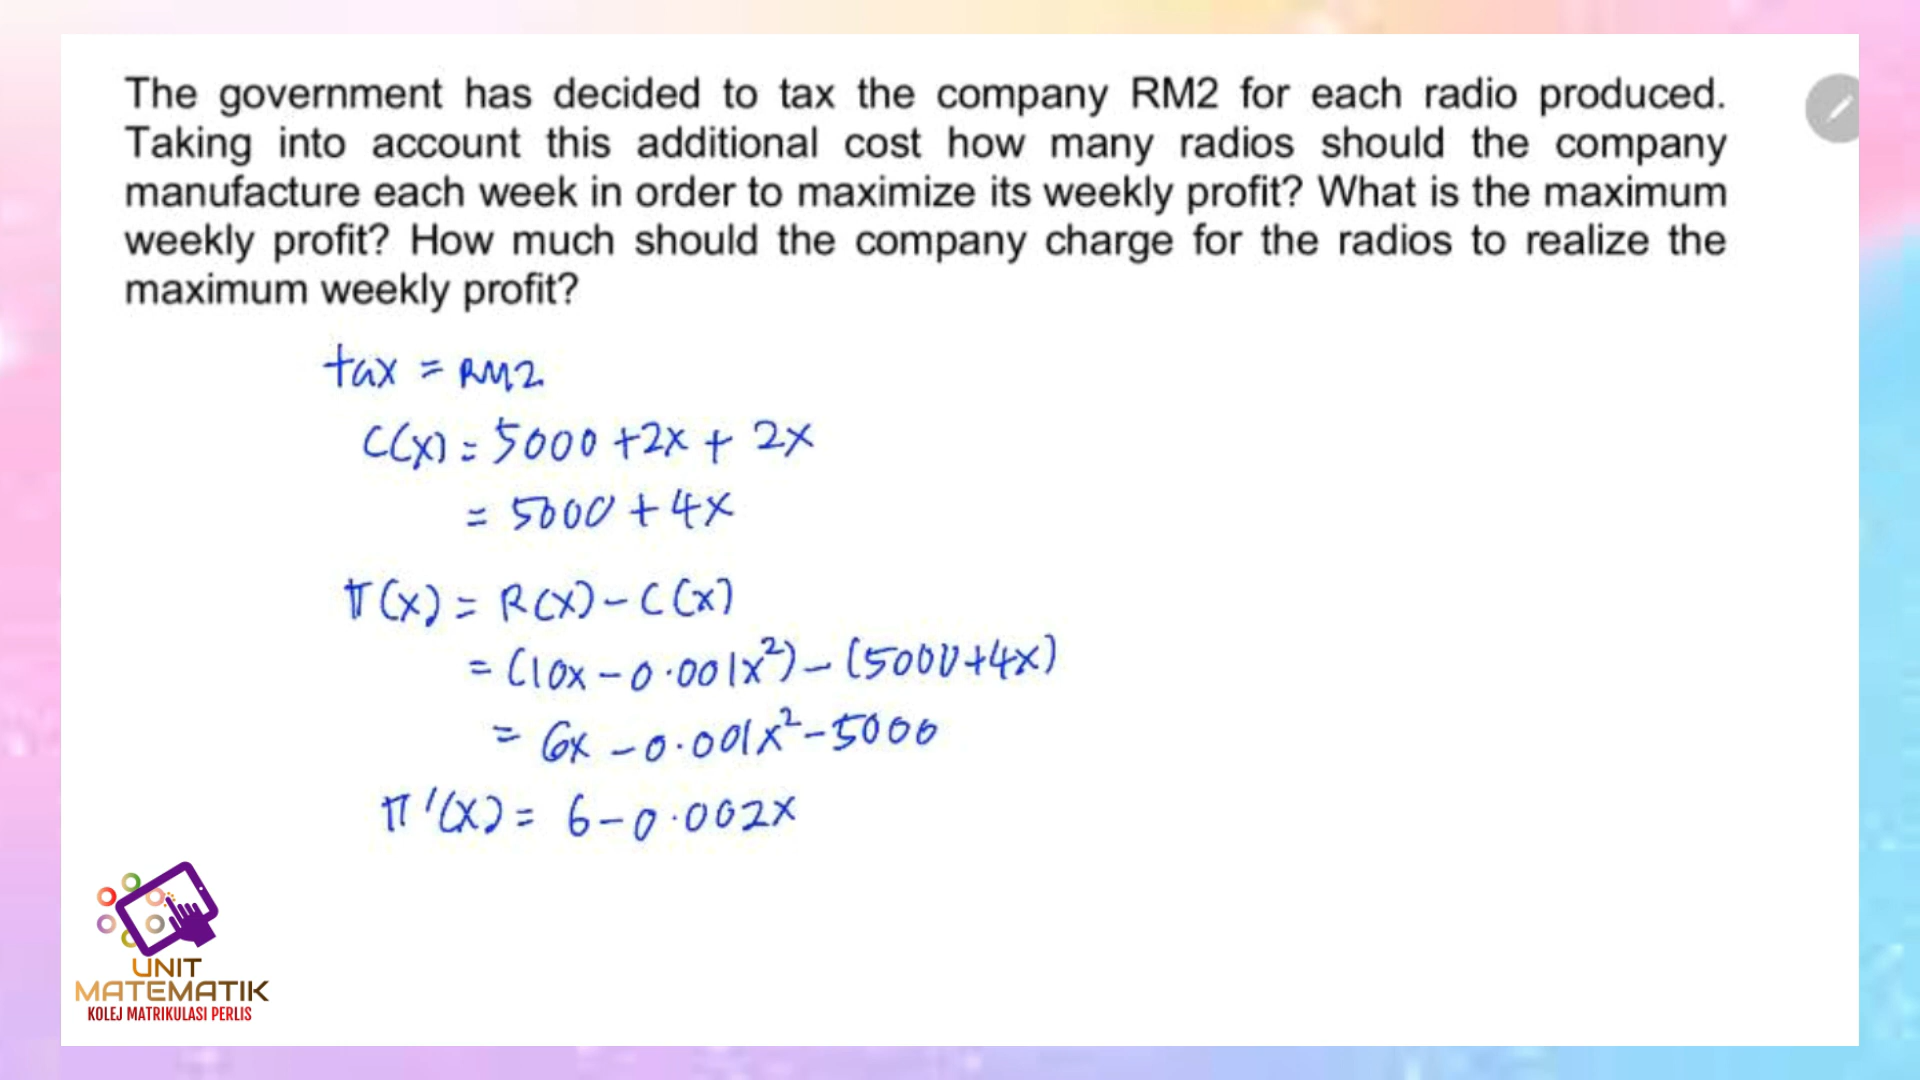 The government has decided to tax the company RM2 for each radio produced.
Taking into account this additional cost how many radios should the company
manufacture each week in order to maximize its weekly profit? What is the maximum
weekly profit? How much should the company charge for the radios to realize the
maximum weekly profit?
tax = RM2
C(x) = 5000 + 2x + 2x
= 5000 + 4x
π(x) = R(x) - C(x)
= (10x - 0.001x²) - (5000 + 4x)
= 6x - 0.001x² - 5000
π'(x) = 6 - 0.002x
UNIT
MATEMATIK
KOLEJ MATRIKULASI PERLIS